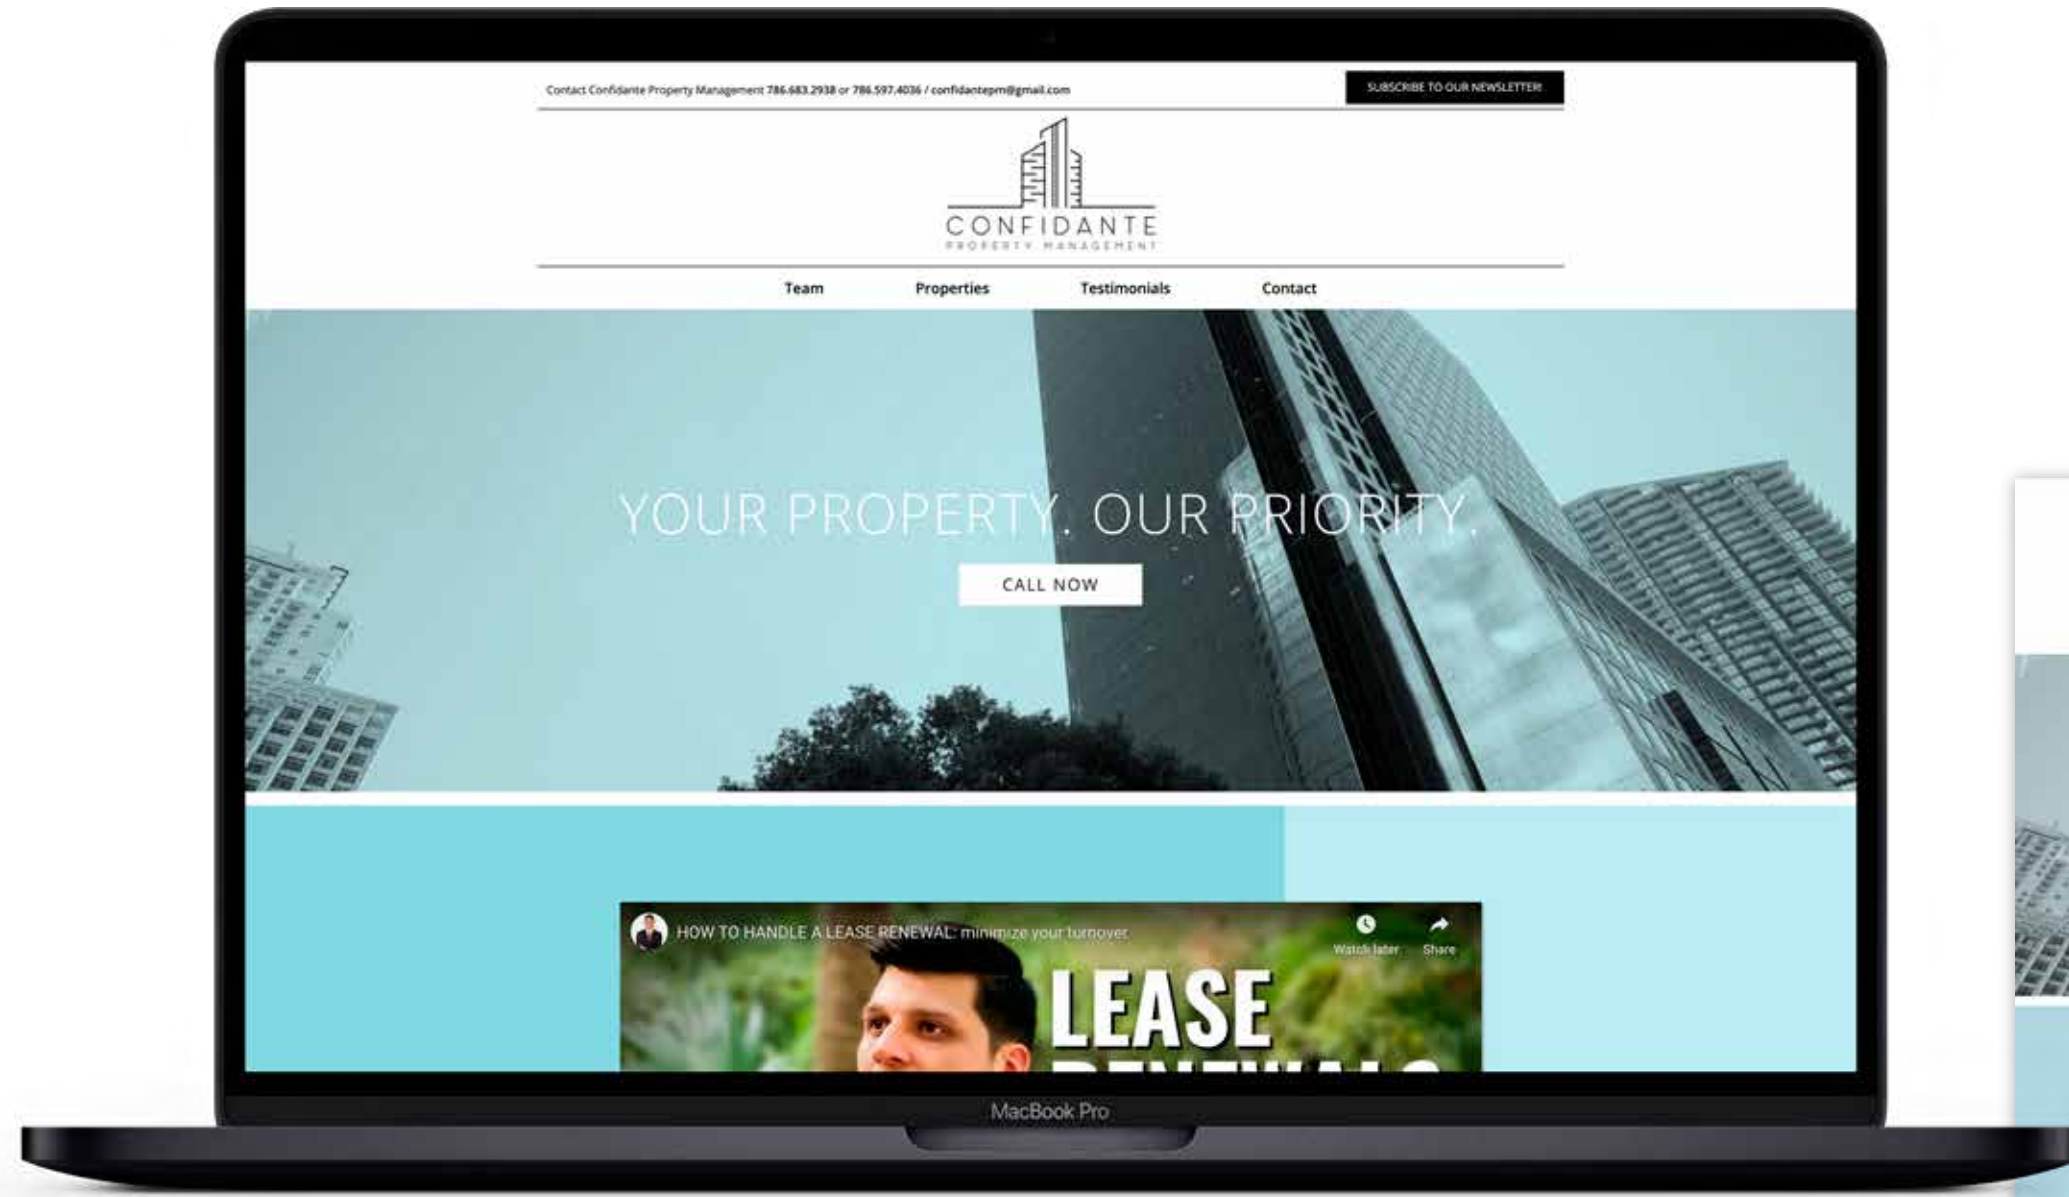 Contact Confidante Property Management 786.683.2938 or 786.597.4036 / confidantepm@gmail.com
SUBSCRIBE TO OUR NEWSLETTER!
CONFIDANTE
PROPERTY MANAGEMENT
Team Properties Testimonials Contact
YOUR PROPERTY. OUR PRIORITY.
CALL NOW
HOW TO HANDLE A LEASE RENEWAL: minimize your turnover
Watch later Share
LEASE
RENEWALS
MacBook Pro